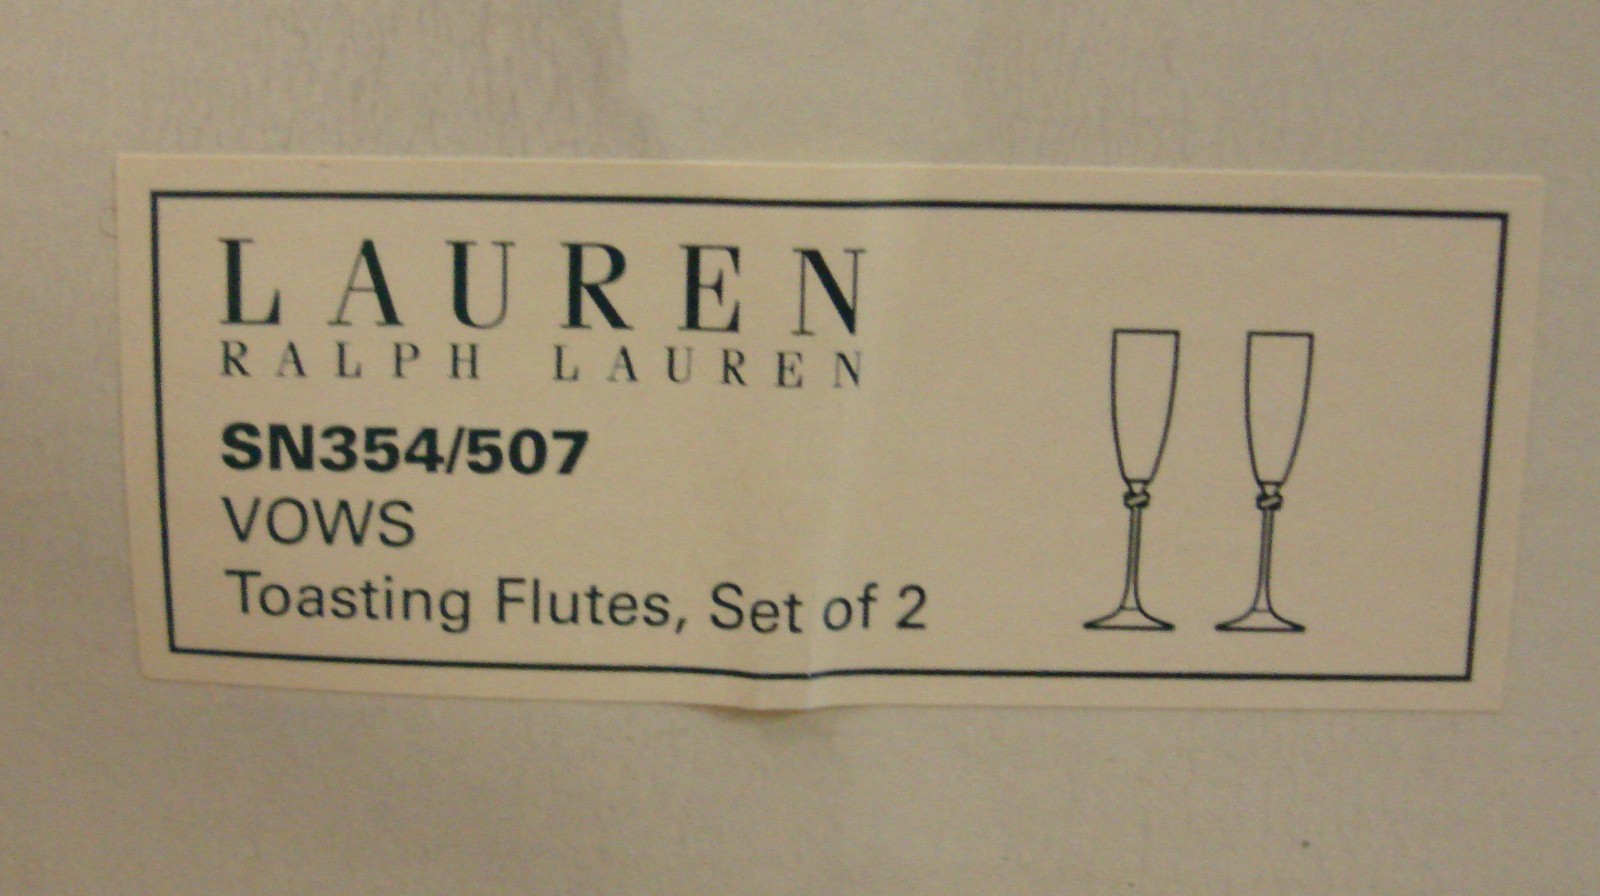 LAUREN
RALPH LAUREN
SN354/507
VOWS
Toasting Flutes, Set of 2